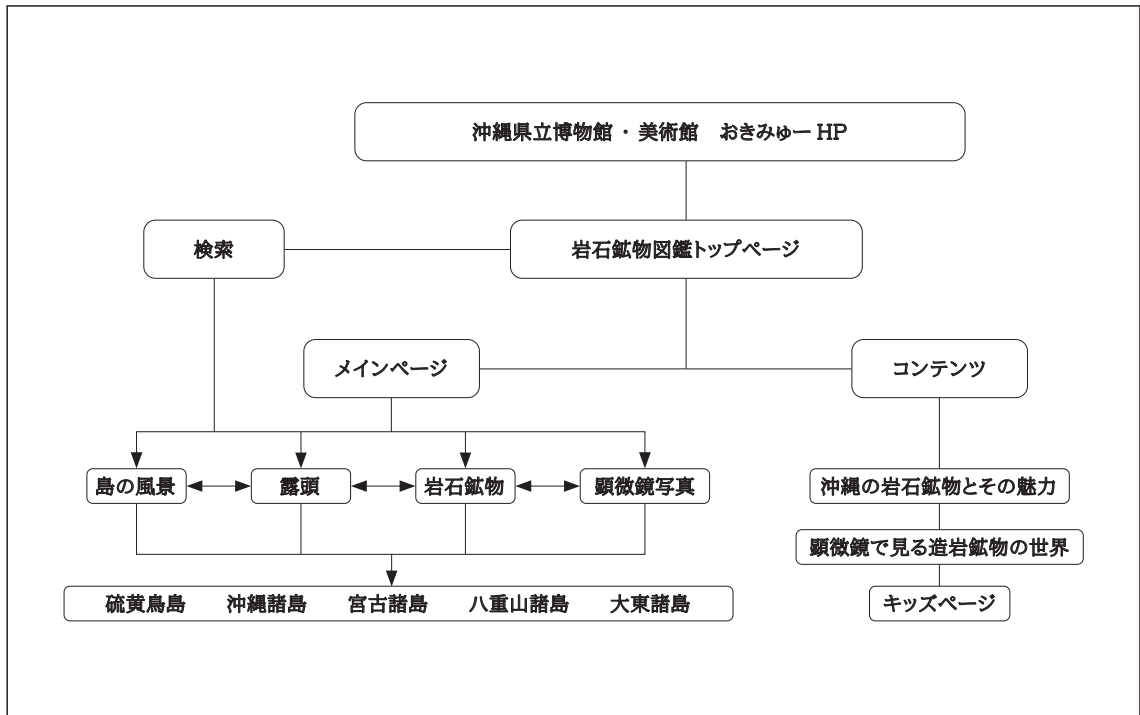 沖縄県立博物館・美術館　おきみゅー HP
検索
岩石鉱物図鑑トップページ
メインページ
コンテンツ
島の風景
露頭
岩石鉱物
顕微鏡写真
硫黄鳥島　沖縄諸島　宮古諸島　八重山諸島　大東諸島
沖縄の岩石鉱物とその魅力
顕微鏡で見る造岩鉱物の世界
キッズページ